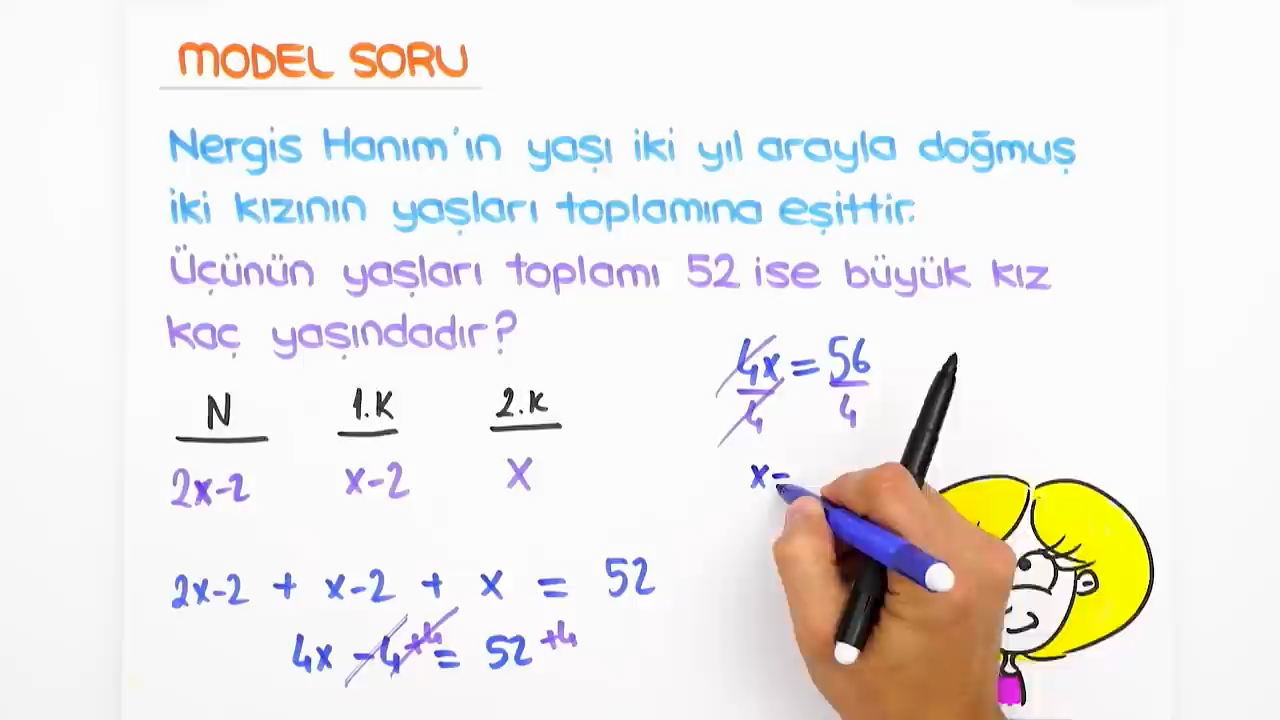 MODEL SORU
Nergis Hanım'ın yaşı iki yıl arayla doğmuş
iki kızının yaşları toplamına eşittir.
Üçünün yaşları toplamı 52 ise büyük kız
kaç yaşındadır?
N 1.K 2.K
2x-2 x-2 x
2x-2 + x-2 + x = 52
4x -4 +4 = 52 +4
4x = 56
4 4
x=